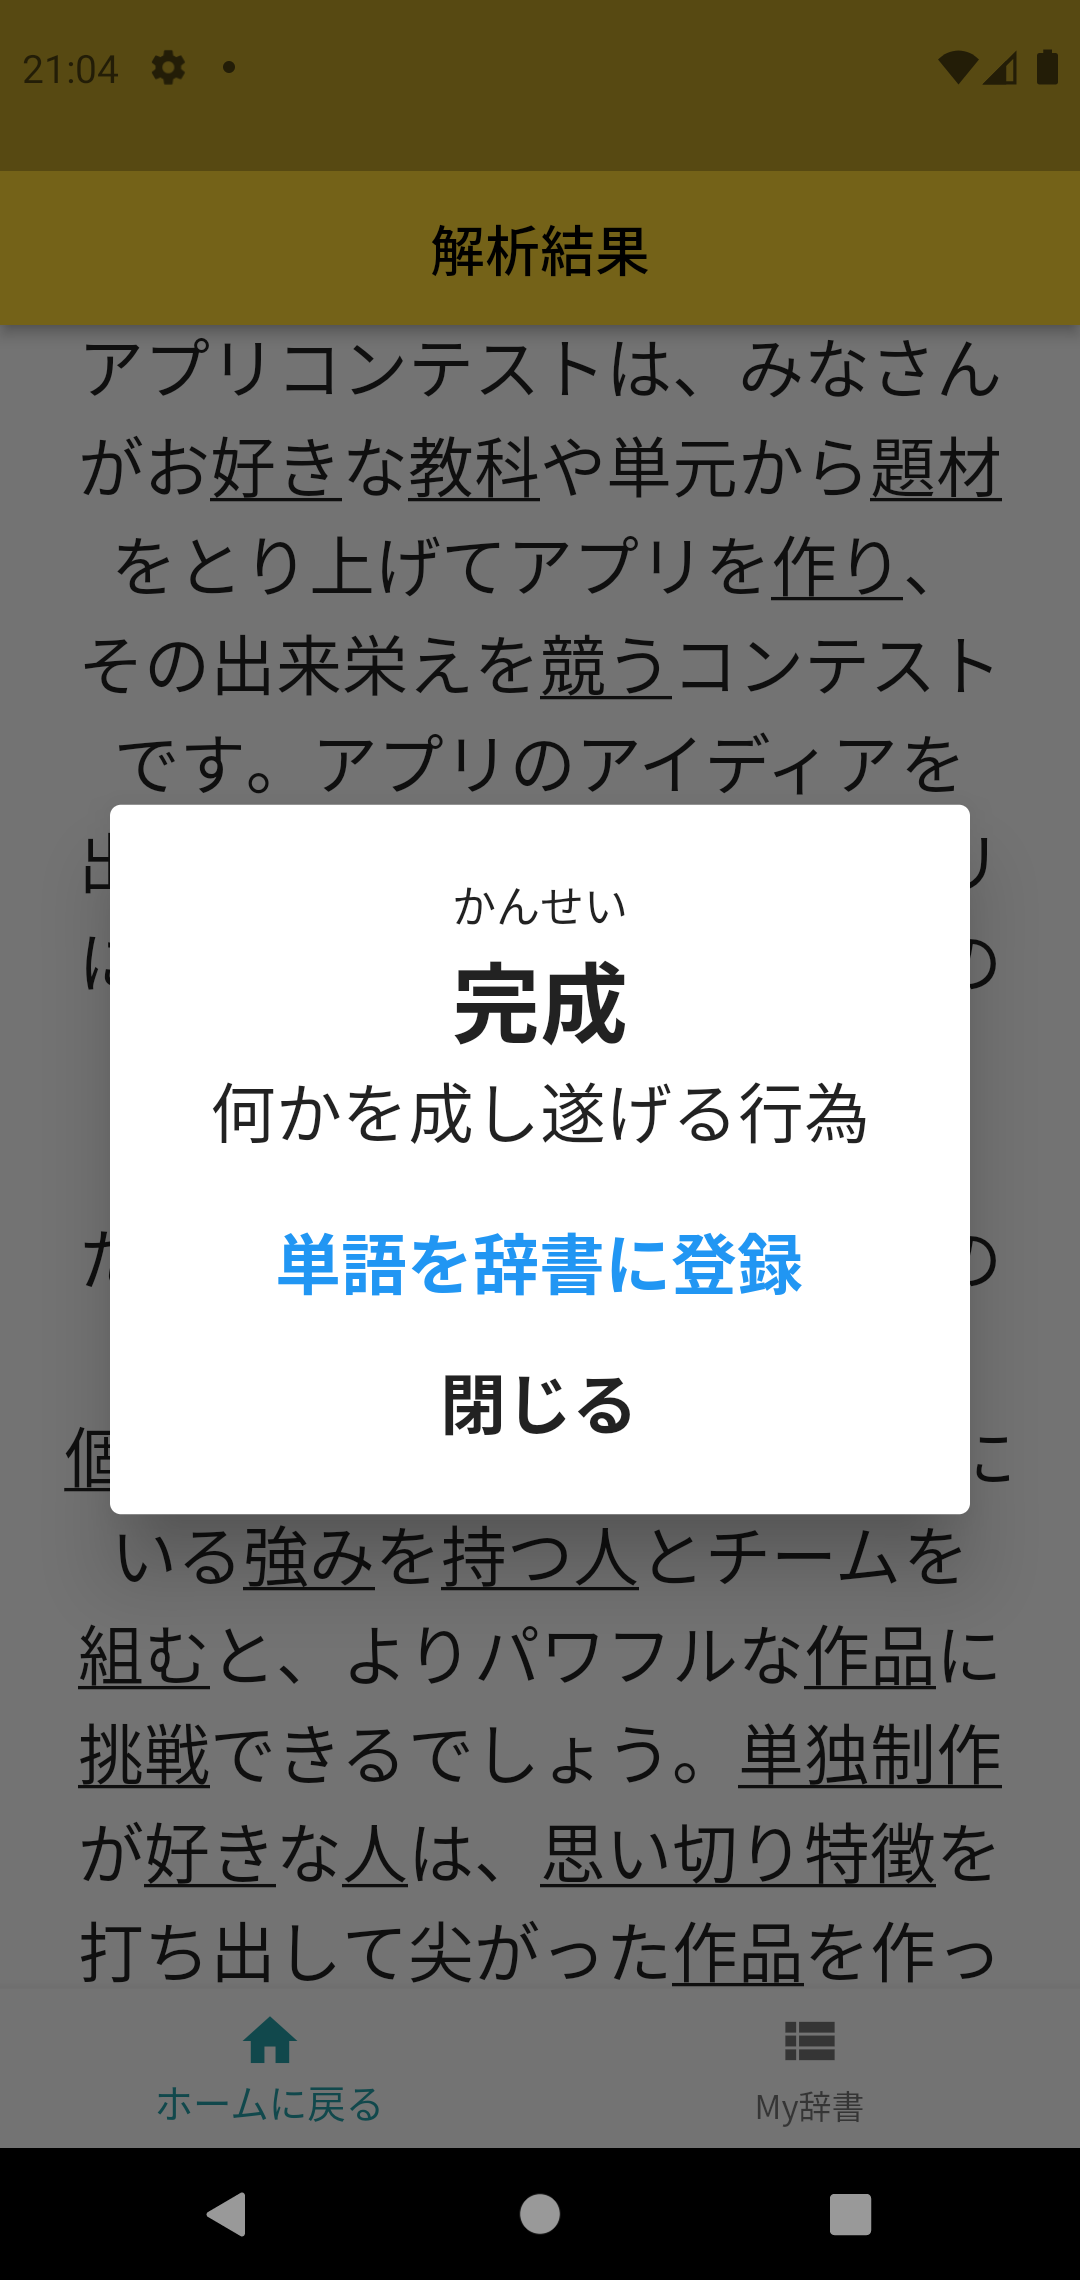 21:04
解析結果
アプリコンテストは、みなさん
がお好きな教科や単元から題材
をとり上げてアプリを作り、
その出来栄えを競うコンテスト
です。アプリのアイディアを
リ
に
の
かんせい
完成
何かを成し遂げる行為
単語を辞書に登録
閉じる
の
に
いる強みを持つ人とチームを
組むと、よりパワフルな作品に
挑戦できるでしょう。単独制作
が好きな人は、思い切り特徴を
打ち出して尖がった作品を作っ
ホームに戻る
My辞書